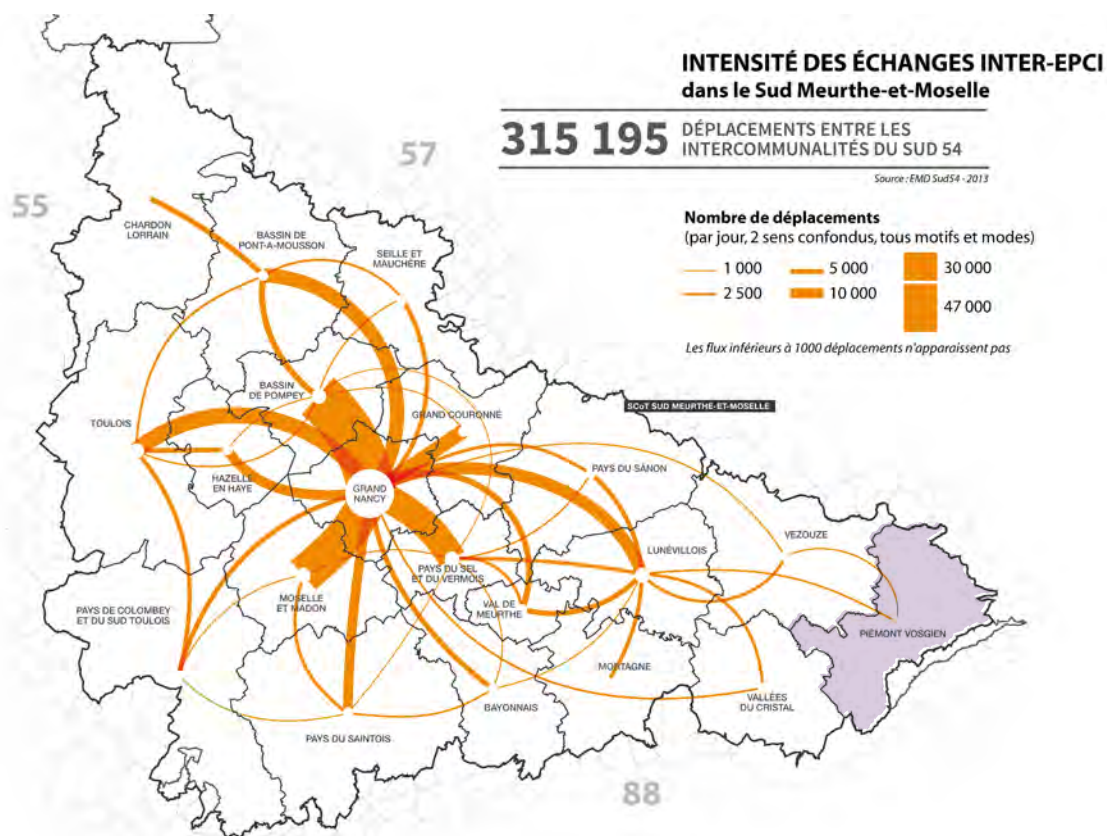 INTENSITÉ DES ÉCHANGES INTER-EPCI
dans le Sud Meurthe-et-Moselle
315 195
DÉPLACEMENTS ENTRE LES
INTERCOMMUNALITÉS DU SUD 54
Source : EMD Sud54 - 2013
Nombre de déplacements
(par jour, 2 sens confondus, tous motifs et modes)
1 000
5 000
30 000
2 500
10 000
47 000
Les flux inférieurs à 1000 déplacements n'apparaissent pas
57
55
CHARDON
LORRAIN
BASSIN DE
PONT-A-MOUSSON
SEILLE ET
MAUCHÈRE
BASSIN
DE POMPEY
GRAND COURONNÉ
SCoT SUD MEURTHE-ET-MOSELLE
TOULOIS
HAZELLE
EN HAYE
GRAND
NANCY
PAYS DU SÂNON
LUNÉVILLOIS
VEZOUZE
PAYS DU SEL
ET DU VERMOIS
MOSELLE
ET MADON
VAL DE
MEURTHE
PAYS DE COLOMBEY
ET DU SUD TOULOIS
PIÉMONT VOSGIEN
MORTAGNE
VALLÉES
DU CRISTAL
BAYONNAIS
PAYS DU SAINTOIS
88